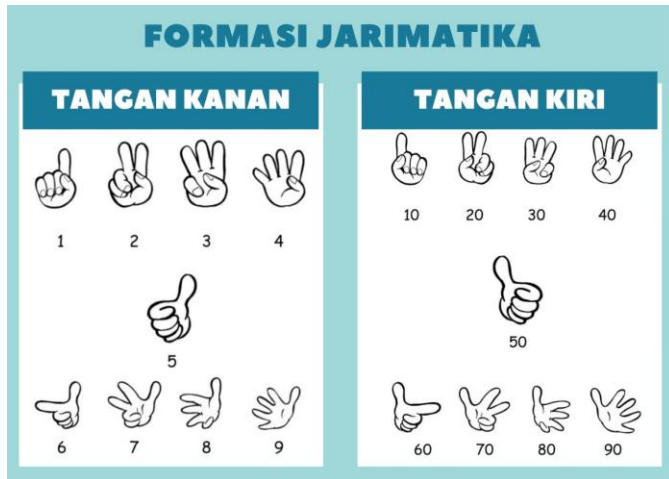 FORMASI JARIMATIKA
TANGAN KANAN
1 2 3 4
5
6 7 8 9
TANGAN KIRI
10 20 30 40
50
60 70 80 90